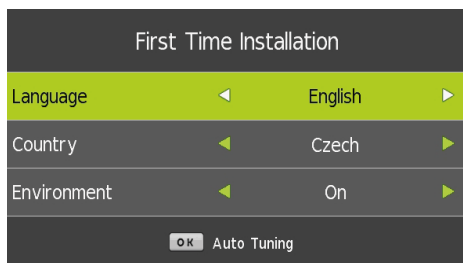 First Time Installation
Language English
Country Czech
Environment On
OK Auto Tuning